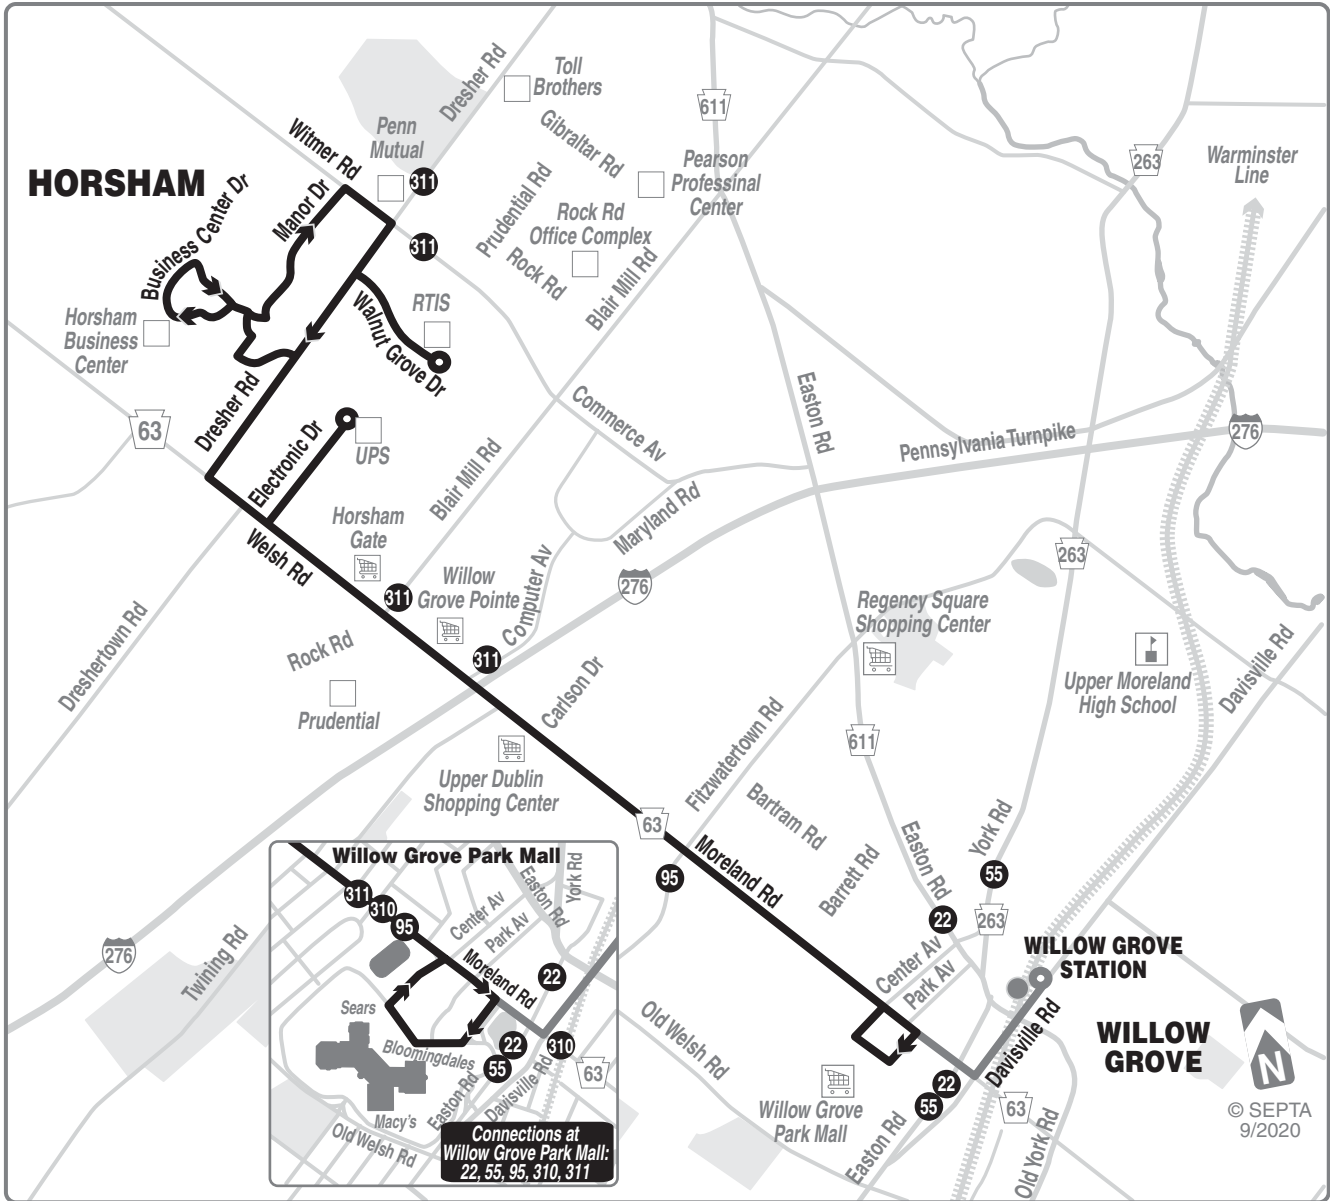 Dresher Rd
Toll
Brothers
611
Witmer Rd
Penn
Mutual
Gibraltar Rd
263
Warminster
Line
HORSHAM
311
Pearson
Professinal
Center
Business Center Dr
Manor Dr
Prudential Rd
Rock Rd
Office Complex
311
Rock Rd
Blair Mill Rd
Horsham
Business
Center
RTIS
Walnut Grove Dr
Dresher Rd
63
Electronic Dr
UPS
Commerce Av
Easton Rd
Pennsylvania Turnpike
276
Blair Mill Rd
Maryland Rd
Welsh Rd
Horsham
Gate
311
Willow
Grove Pointe
Computer Av
276
263
Regency Square
Shopping Center
Dreshertown Rd
Rock Rd
311
Prudential
Carlson Dr
Upper Moreland
High School
Davisville Rd
Upper Dublin
Shopping Center
Fitzwatertown Rd
611
63
Bartram Rd
Moreland Rd
95
Barrett Rd
Easton Rd
York Rd
55
22
263
Center Av
Park Av
WILLOW GROVE
STATION
276
Twining Rd
Old Welsh Rd
Davisville Rd
WILLOW
GROVE
N
22
55
63
Willow Grove
Park Mall
Easton Rd
Old York Rd
© SEPTA
9/2020
Willow Grove Park Mall
311
310
95
Center Av
Park Av
Easton Rd
York Rd
Moreland Rd
22
Sears
Bloomingdales
22
310
55
63
Macy's
Easton Rd
Davisville Rd
Old Welsh Rd
Connections at
Willow Grove Park Mall:
22, 55, 95, 310, 311